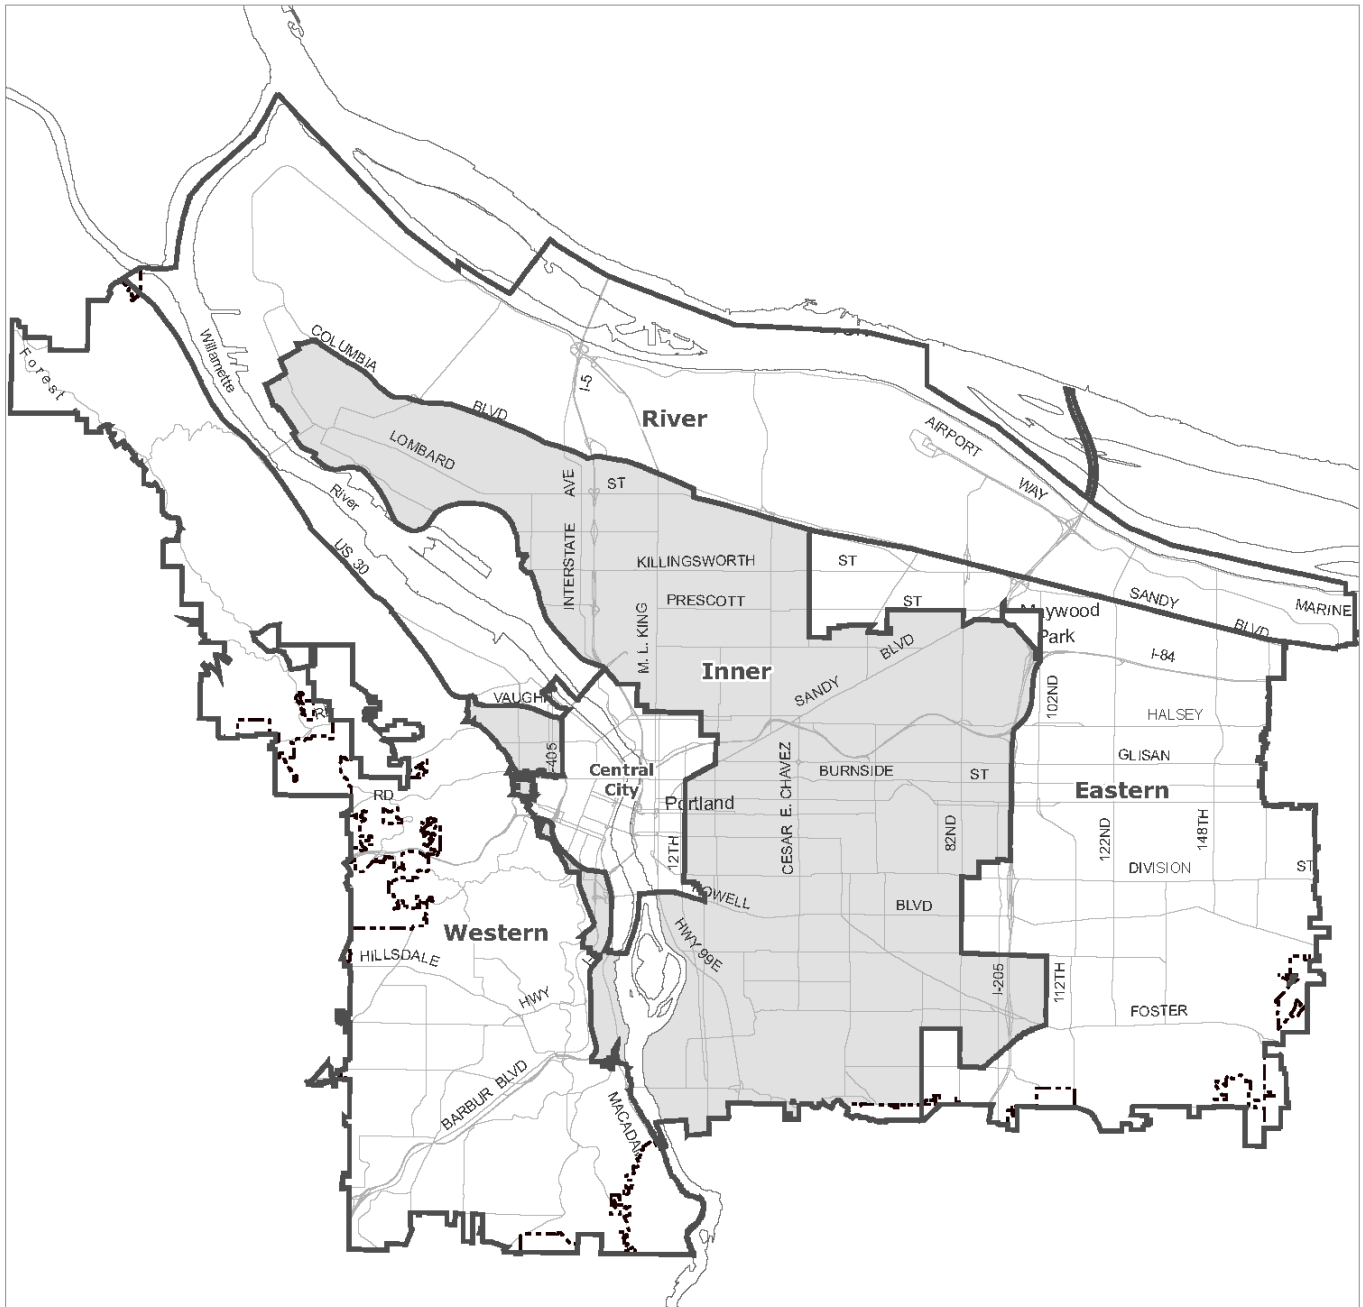 Forest
Willamette
COLUMBIA
BLVD
I-5
River
AIRPORT
WAY
LOMBARD
AVE
ST
River
US 30
INTERSTATE
KILLINGSWORTH
ST
PRESCOTT
ST
M. L. KING
SANDY
BLVD
MARINE
Park
I-84
BLVD
SANDY
Inner
102ND
HALSEY
GLISAN
I-405
Central
City
CESAR E. CHAVEZ
BURNSIDE
ST
Eastern
RD
Portland
12TH
82ND
122ND
148TH
DIVISION
ST
BLVD
Western
HILLSDALE
HWY
HWY 99E
I-205
112TH
FOSTER
BARBUR BLVD